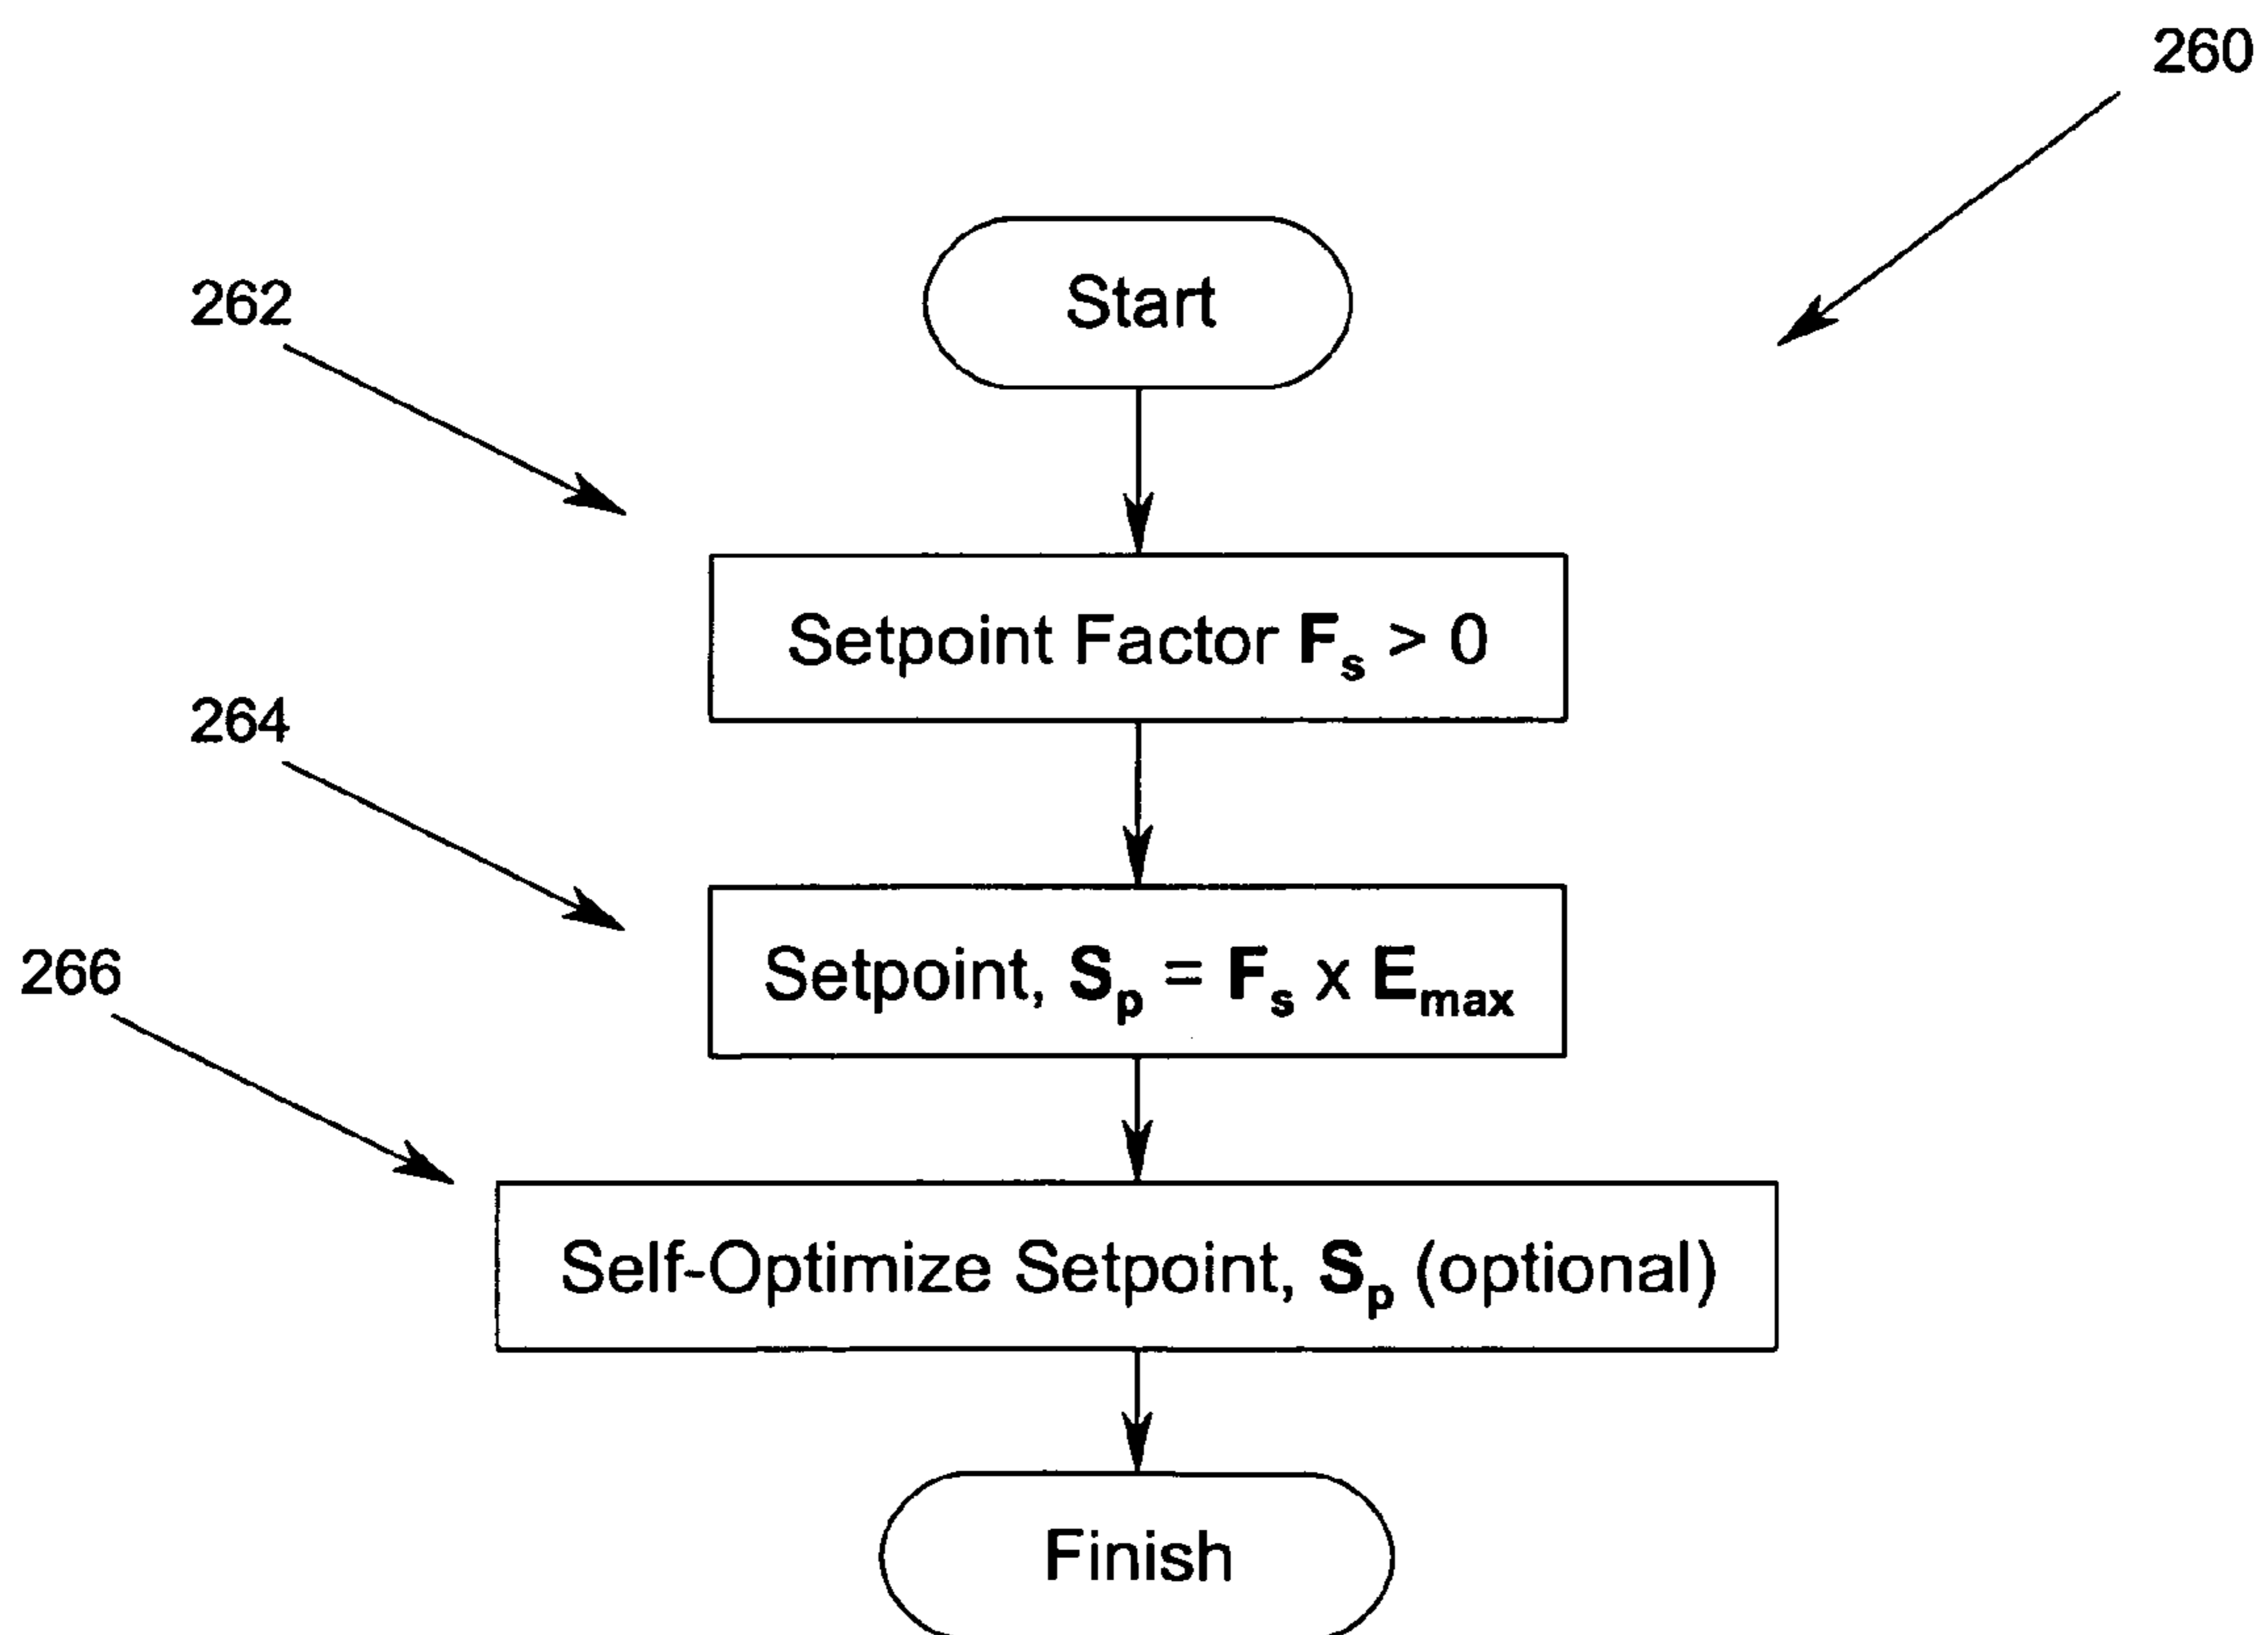 260
Start
262
Setpoint Factor Fs > 0
264
Setpoint, Sp = Fs x Emax
266
Self-Optimize Setpoint, Sp (optional)
Finish